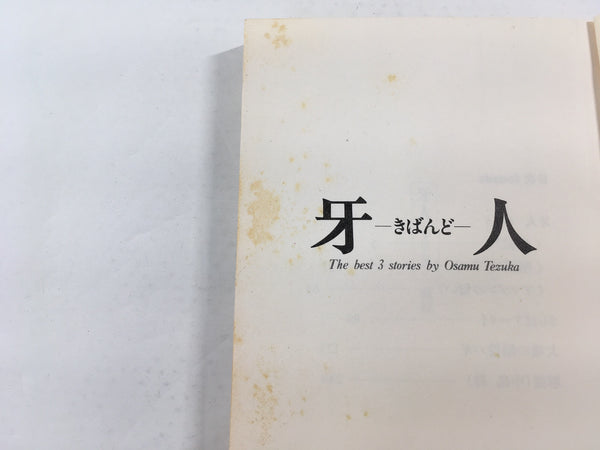 牙 ―きばんど― 人
The best 3 stories by Osamu Tezuka